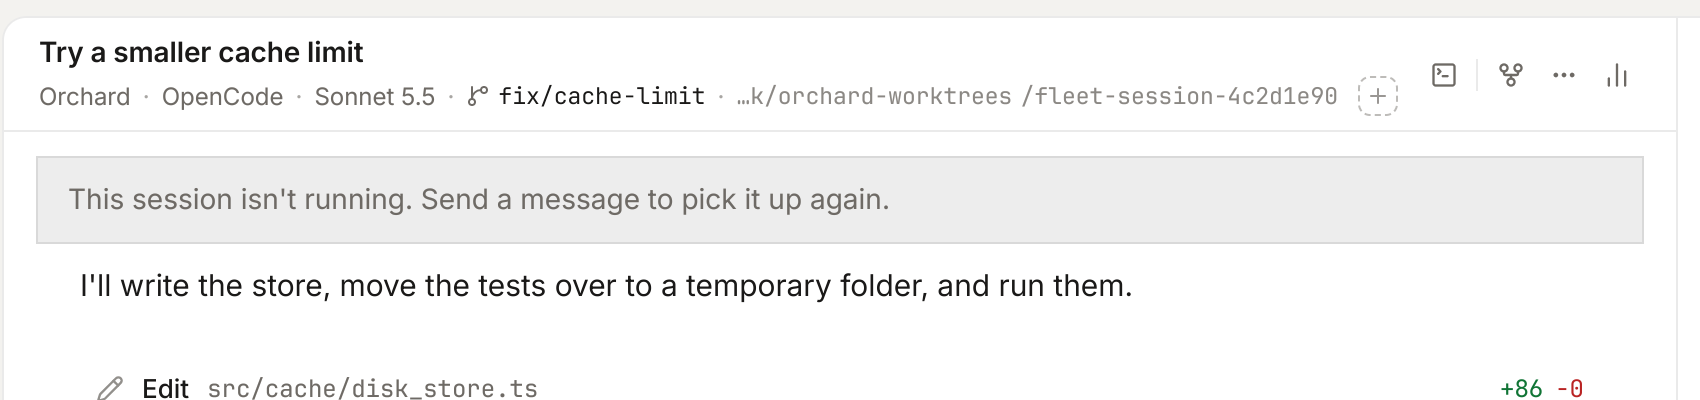 Try a smaller cache limit
Orchard · OpenCode · Sonnet 5.5 · fix/cache-limit · …k/orchard-worktrees /fleet-session-4c2d1e90
This session isn't running. Send a message to pick it up again.
I'll write the store, move the tests over to a temporary folder, and run them.
Edit src/cache/disk_store.ts +86 -0